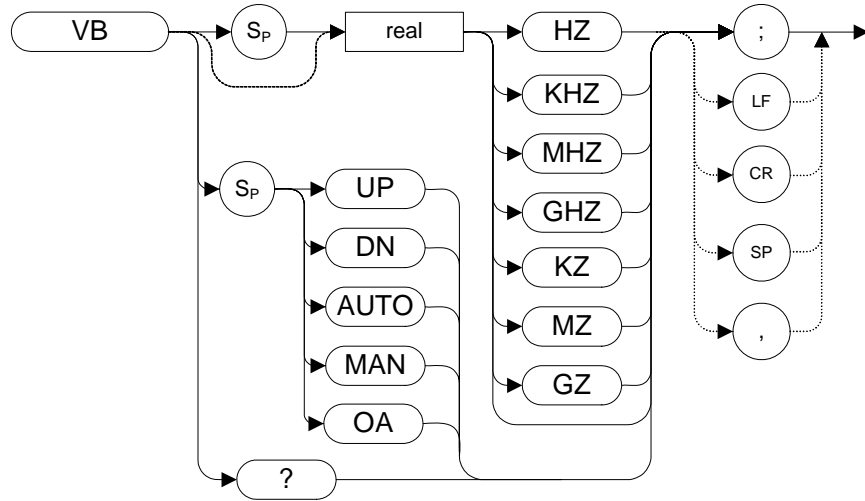 VB SP real HZ ;
KHZ LF
MHZ
SP UP GHZ CR
DN KZ SP
AUTO MZ ,
MAN GZ
OA
?